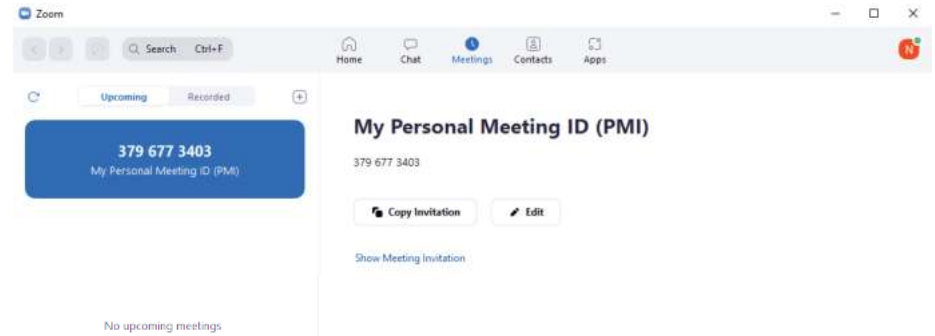 Zoom
Search Ctrl+F
Home Chat Meetings Contacts Apps
N
Upcoming Recorded
379 677 3403
My Personal Meeting ID (PMI)
No upcoming meetings
My Personal Meeting ID (PMI)
379 677 3403
Copy Invitation Edit
Show Meeting Invitation